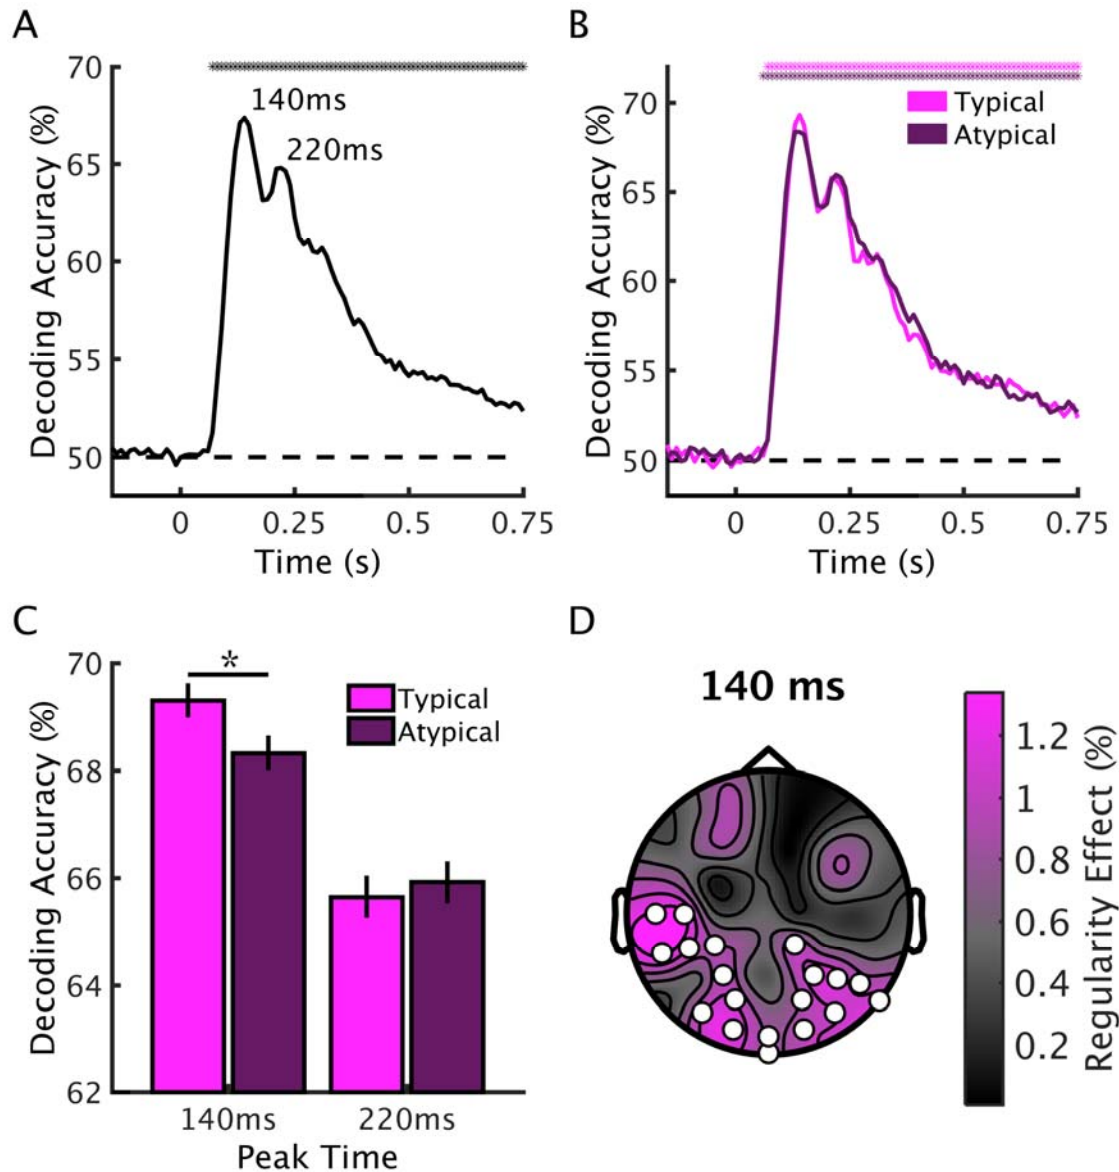 A
Decoding Accuracy (%)
70
65
60
55
50
140ms
220ms
0
0.25
0.5
0.75
Time (s)
B
Decoding Accuracy (%)
70
65
60
55
50
Typical
Atypical
0
0.25
0.5
0.75
Time (s)
C
Decoding Accuracy (%)
70
68
66
64
62
*
Typical
Atypical
140ms
220ms
Peak Time
D
140 ms
1.2
1
0.8
0.6
0.4
0.2
Regularity Effect (%)